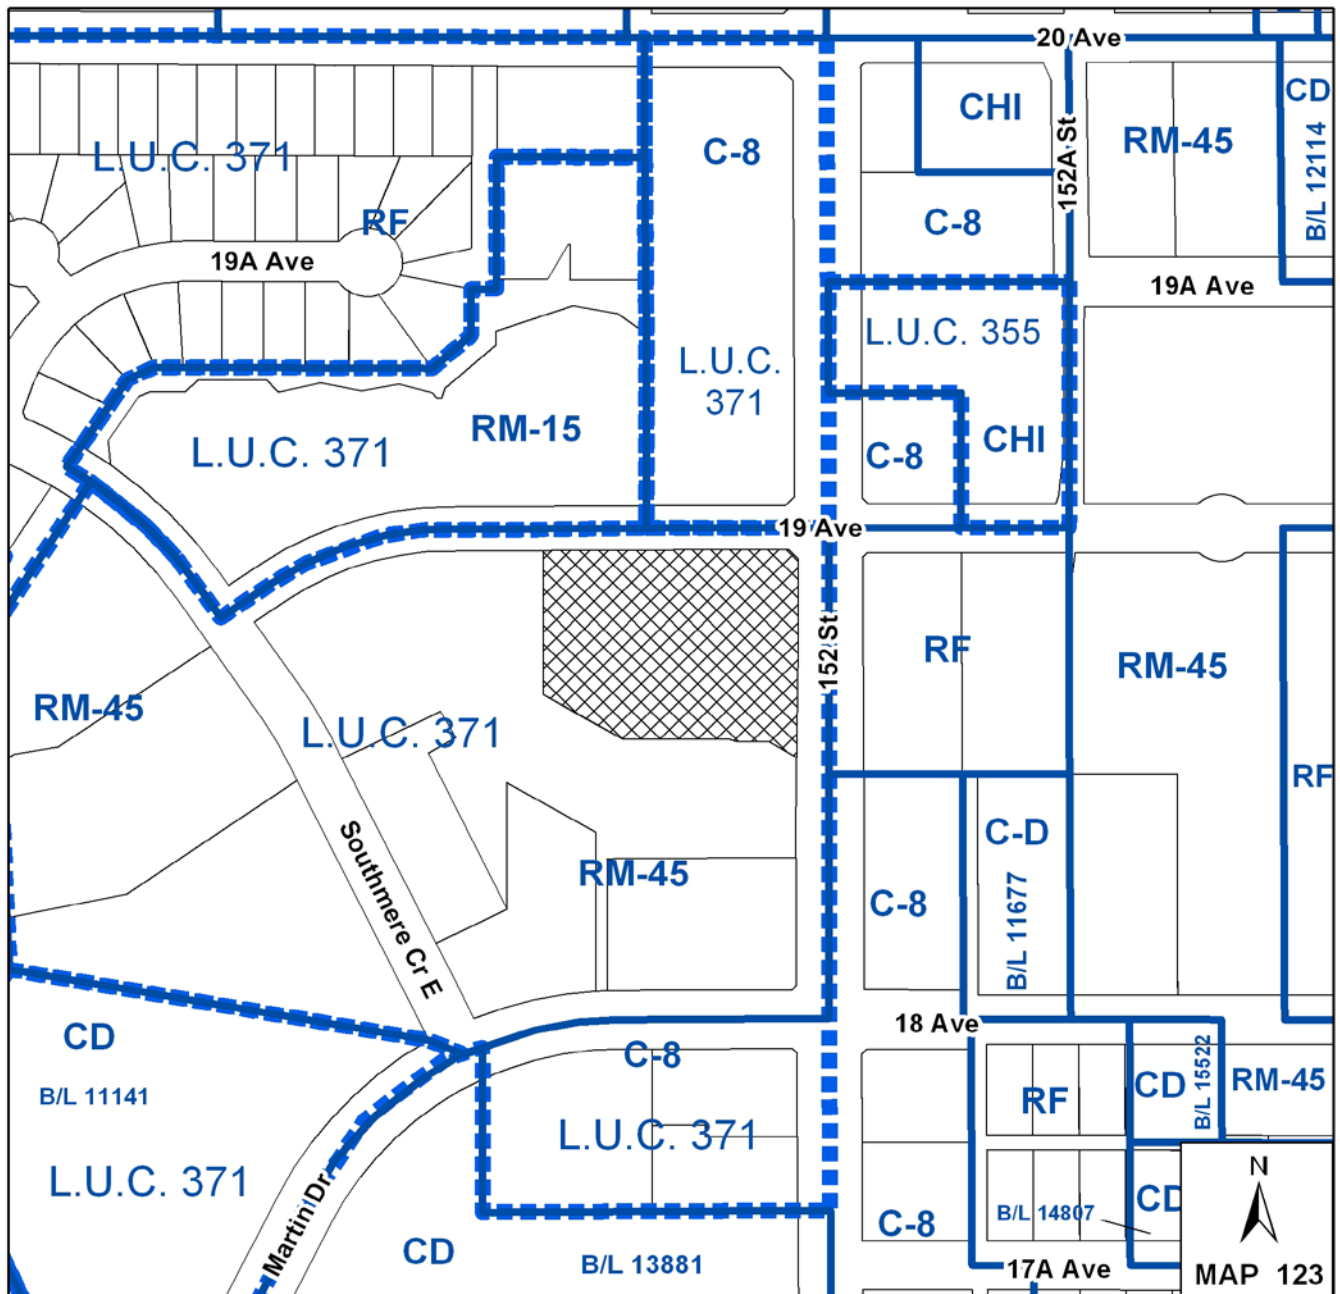 20 Ave
CD
B/L 12114
CHI
152A St
RM-45
C-8
L.U.C. 371
RF
C-8
19A Ave
19A Ave
L.U.C. 355
L.U.C.
371
RM-15
L.U.C. 371
CHI
C-8
19 Ave
152 St
RF
RM-45
RM-45
L.U.C. 371
RF
C-D
B/L 11677
Southmere Cr E
RM-45
C-8
18 Ave
CD
B/L 11141
C-8
RF
CD
B/L 15522
RM-45
L.U.C. 371
L.U.C. 371
Martin Dr
N
CD
B/L 14807
C-8
CD
B/L 13881
17A Ave
MAP 123